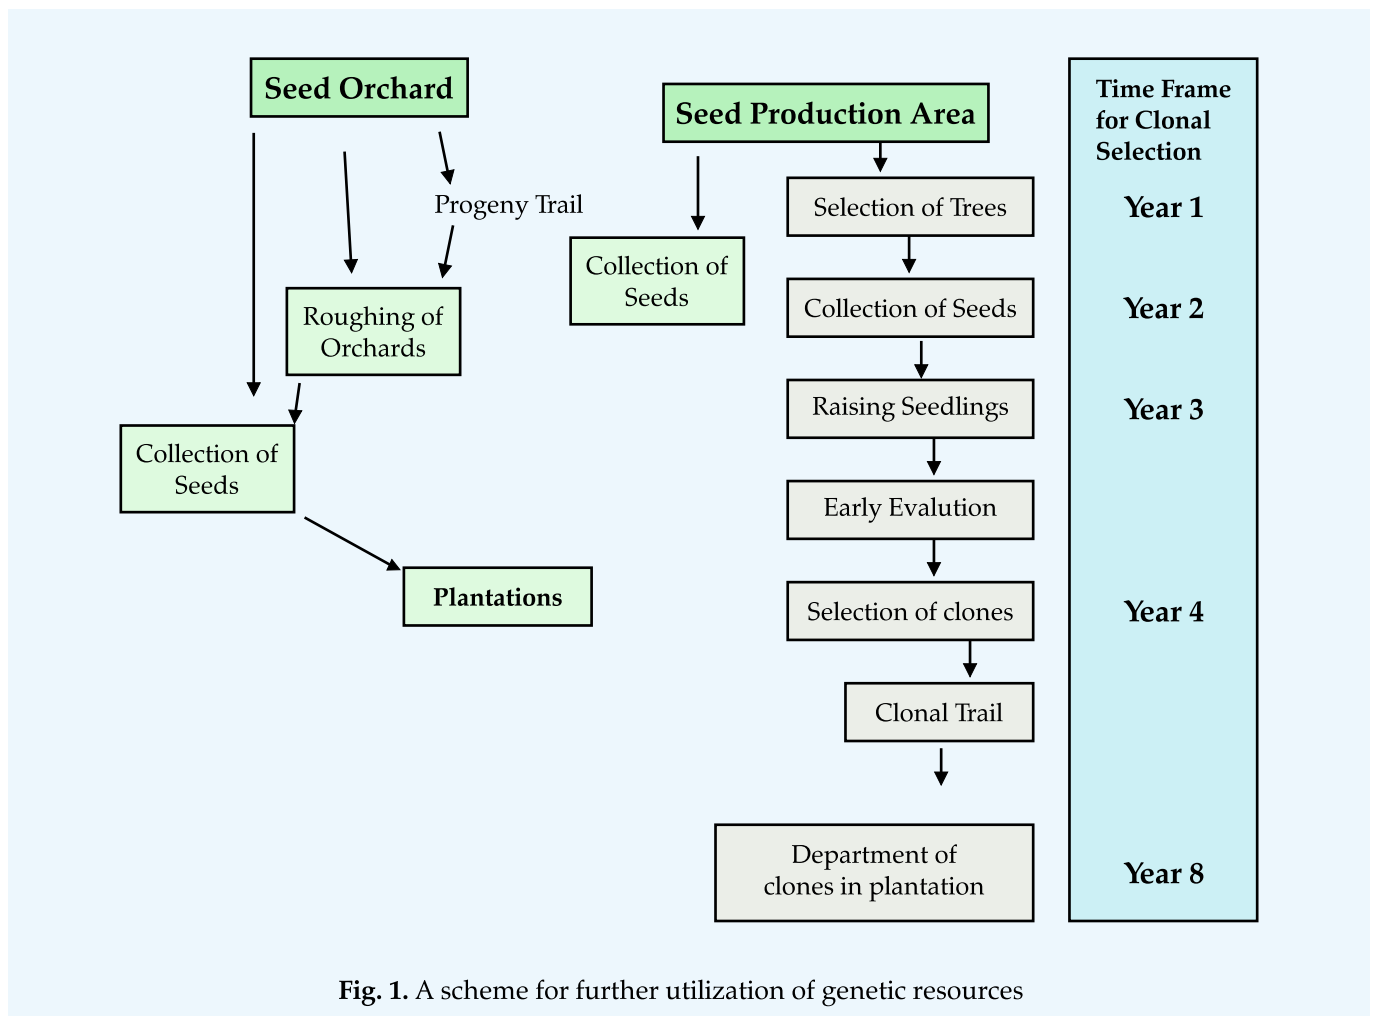 Seed Orchard
Progeny Trail
Roughing of
Orchards
Collection of
Seeds
Plantations
Seed Production Area
Collection of
Seeds
Selection of Trees
Collection of Seeds
Raising Seedlings
Early Evalution
Selection of clones
Clonal Trail
Department of
clones in plantation
Time Frame
for Clonal
Selection
Year 1
Year 2
Year 3
Year 4
Year 8
Fig. 1. A scheme for further utilization of genetic resources